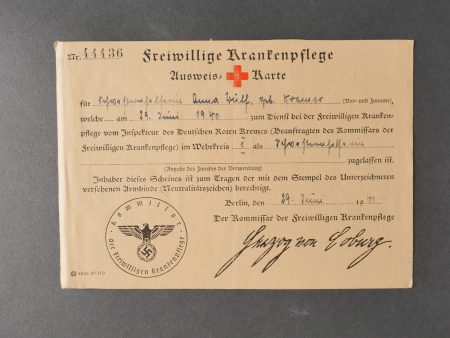 Nr. 44436 Freiwillige Krankenpflege
Ausweis- Karte
für Schwesternhelferin Anna Wulf, geb. Kramer (Vor- und Zuname),
welche am 29. Juni 1940 zum Dienst bei der Freiwilligen Kranken-
pflege vom Inspekteur des Deutschen Roten Kreuzes (Beauftragten des Kommissars der
Freiwilligen Krankenpflege) im Wehrkreis X als Schwesternhelferin
zugelassen ist.
(Angabe des Zweckes der Verwendung)
Inhaber dieses Scheines ist zum Tragen der mit dem Stempel des Unterzeichneten
versehenen Armbinde (Neutralitätszeichen) berechtigt.
Berlin, den 29. Juni 1940
Der Kommissar der Freiwilligen Krankenpflege
Herzog von Coburg.
Kommissar
der freiwilligen Krankenpflege